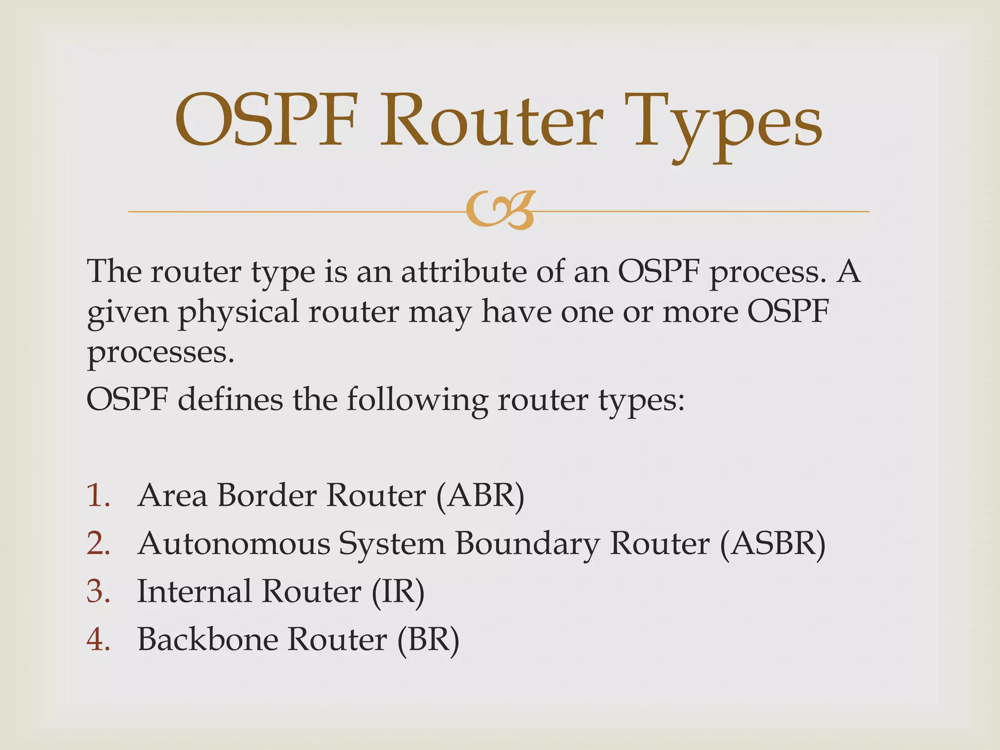 OSPF Router Types
The router type is an attribute of an OSPF process. A
given physical router may have one or more OSPF
processes.
OSPF defines the following router types:
1. Area Border Router (ABR)
2. Autonomous System Boundary Router (ASBR)
3. Internal Router (IR)
4. Backbone Router (BR)